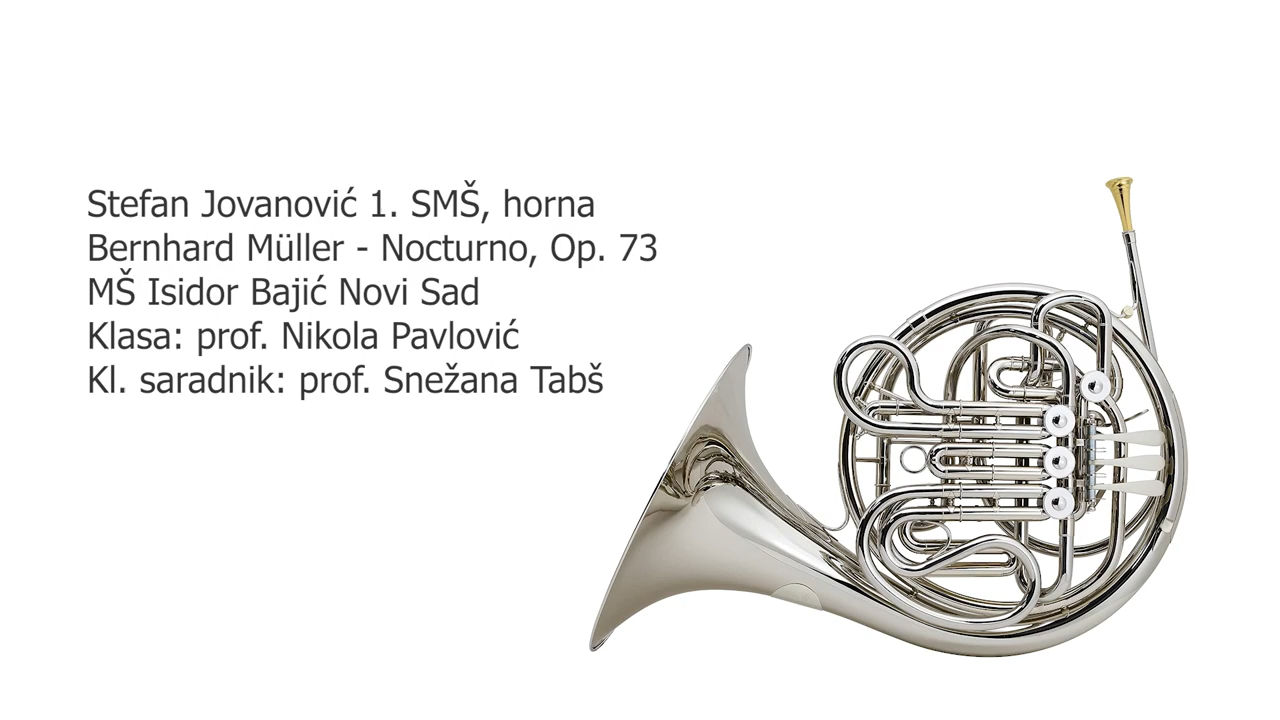 Stefan Jovanović 1. SMŠ, horna
Bernhard Müller - Nocturno, Op. 73
MŠ Isidor Bajić Novi Sad
Klasa: prof. Nikola Pavlović
Kl. saradnik: prof. Snežana Tabš